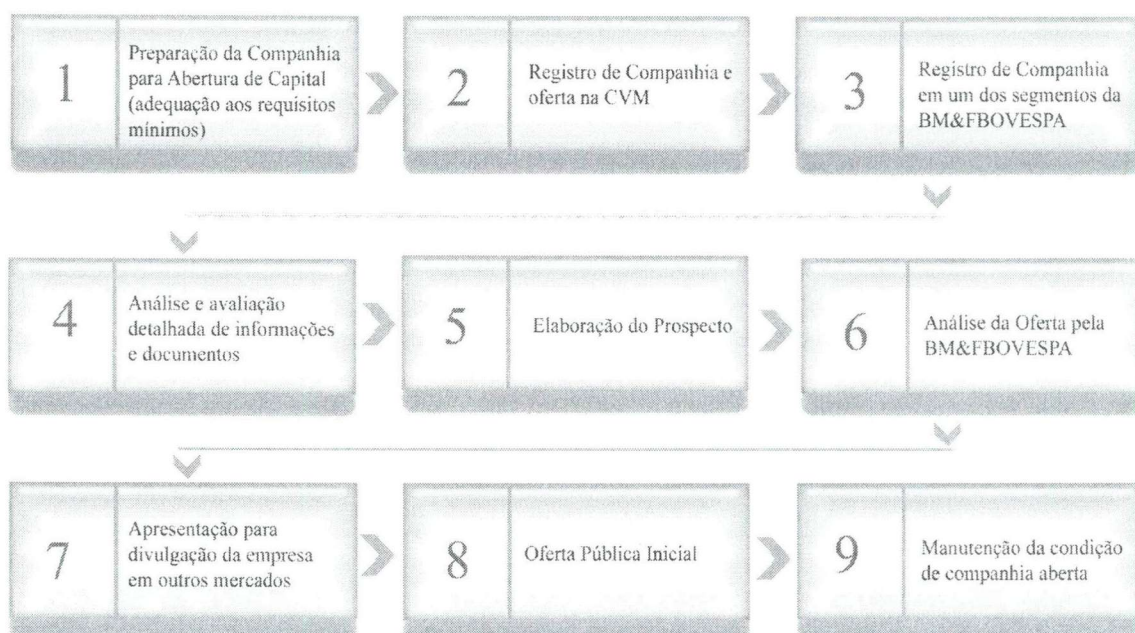 1
Preparação da Companhia
para Abertura de Capital
(adequação aos requisitos
mínimos)
2
Registro de Companhia e
oferta na CVM
3
Registro de Companhia
em um dos segmentos da
BM&FBOVESPA
4
Análise e avaliação
detalhada de informações
e documentos
5
Elaboração do Prospecto
6
Análise da Oferta pela
BM&FBOVESPA
7
Apresentação para
divulgação da empresa
em outros mercados
8
Oferta Pública Inicial
9
Manutenção da condição
de companhia aberta